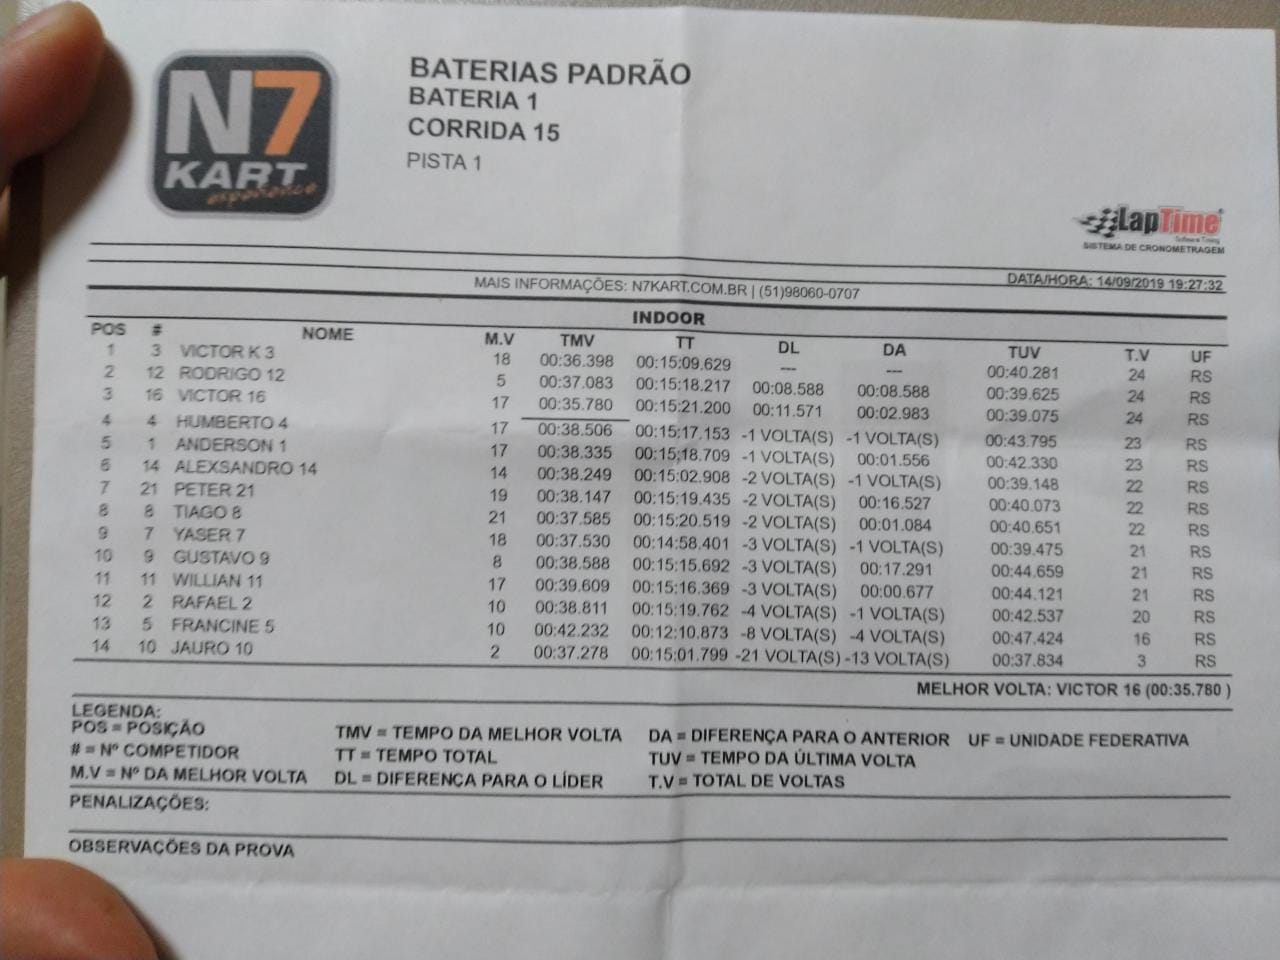 N7
KART
experience
BATERIAS PADRÃO
BATERIA 1
CORRIDA 15
PISTA 1
LapTime
Software Timing
SISTEMA DE CRONOMETRAGEM
MAIS INFORMAÇÕES: N7KART.COM.BR | (51)98060-0707
DATA/HORA: 14/09/2019 19:27:32
INDOOR
POS # NOME M.V TMV TT DL DA TUV T.V UF
1 3 VICTOR K 3 18 00:36.398 00:15:09.629 --- --- 00:40.281 24 RS
2 12 RODRIGO 12 5 00:37.083 00:15:18.217 00:08.588 00:08.588 00:39.625 24 RS
3 16 VICTOR 16 17 00:35.780 00:15:21.200 00:11.571 00:02.983 00:39.075 24 RS
4 4 HUMBERTO 4 17 00:38.506 00:15:17.153 -1 VOLTA(S) -1 VOLTA(S) 00:43.795 23 RS
5 1 ANDERSON 1 17 00:38.335 00:15:18.709 -1 VOLTA(S) 00:01.556 00:42.330 23 RS
6 14 ALEXSANDRO 14 14 00:38.249 00:15:02.908 -2 VOLTA(S) -1 VOLTA(S) 00:39.148 22 RS
7 21 PETER 21 19 00:38.147 00:15:19.435 -2 VOLTA(S) 00:16.527 00:40.073 22 RS
8 8 TIAGO 8 21 00:37.585 00:15:20.519 -2 VOLTA(S) 00:01.084 00:40.651 22 RS
9 7 YASER 7 18 00:37.530 00:14:58.401 -3 VOLTA(S) -1 VOLTA(S) 00:39.475 21 RS
10 9 GUSTAVO 9 8 00:38.588 00:15:15.692 -3 VOLTA(S) 00:17.291 00:44.659 21 RS
11 11 WILLIAN 11 17 00:39.609 00:15:16.369 -3 VOLTA(S) 00:00.677 00:44.121 21 RS
12 2 RAFAEL 2 10 00:38.811 00:15:19.762 -4 VOLTA(S) -1 VOLTA(S) 00:42.537 20 RS
13 5 FRANCINE 5 10 00:42.232 00:12:10.873 -8 VOLTA(S) -4 VOLTA(S) 00:47.424 16 RS
14 10 JAURO 10 2 00:37.278 00:15:01.799 -21 VOLTA(S) -13 VOLTA(S) 00:37.834 3 RS
MELHOR VOLTA: VICTOR 16 (00:35.780 )
LEGENDA:
POS = POSIÇÃO TMV = TEMPO DA MELHOR VOLTA DA = DIFERENÇA PARA O ANTERIOR UF = UNIDADE FEDERATIVA
# = Nº COMPETIDOR TT = TEMPO TOTAL TUV = TEMPO DA ÚLTIMA VOLTA
M.V = Nº DA MELHOR VOLTA DL = DIFERENÇA PARA O LÍDER T.V = TOTAL DE VOLTAS
PENALIZAÇÕES:
OBSERVAÇÕES DA PROVA